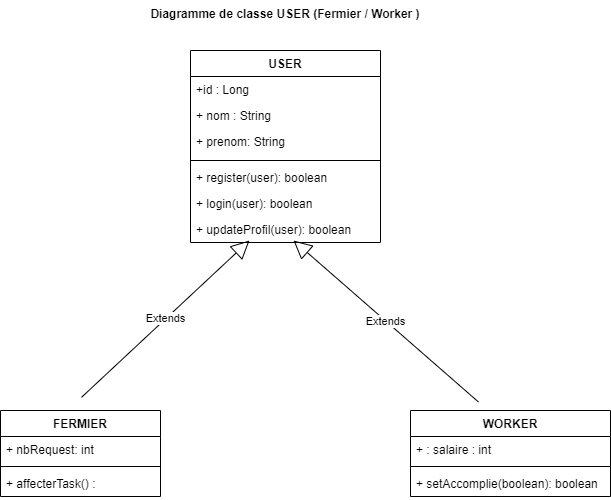 Diagramme de classe USER (Fermier / Worker )
USER
+id : Long
+ nom : String
+ prenom: String
+ register(user): boolean
+ login(user): boolean
+ updateProfil(user): boolean
Extends
Extends
FERMIER
+ nbRequest: int
+ affecterTask() :
WORKER
+ : salaire : int
+ setAccomplie(boolean): boolean